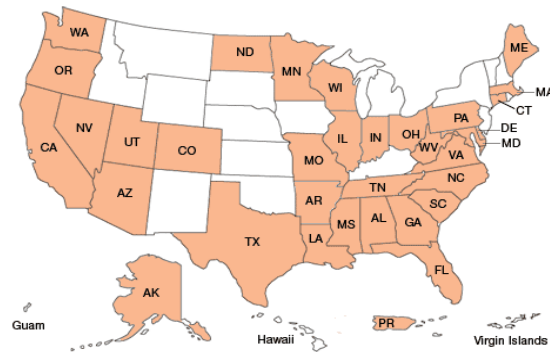 WA
ND
ME
OR
MN
WI
MA
CT
NV
UT
CO
CA
IL
IN
OH
PA
DE
MD
WV
VA
MO
NC
TN
AZ
AR
SC
MS
AL
GA
TX
LA
FL
AK
PR
Guam
Hawaii
Virgin Islands